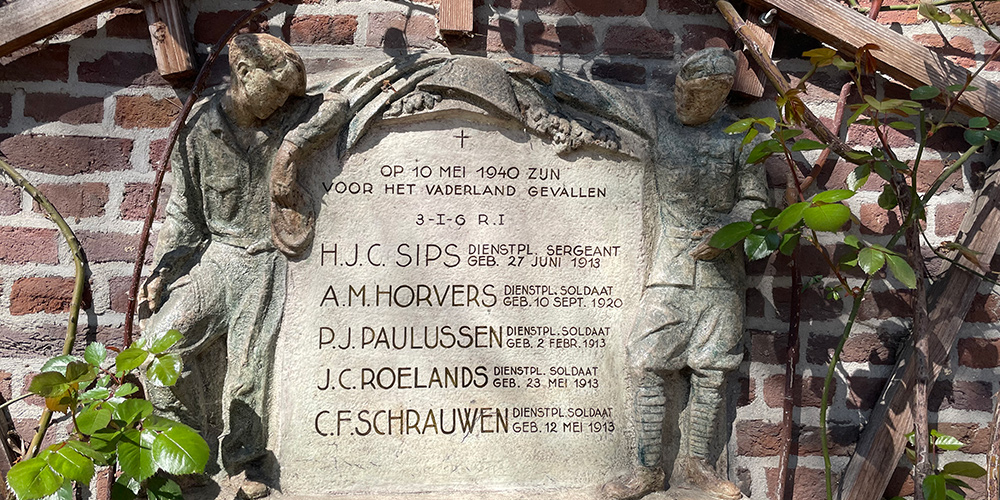 OP 10 MEI 1940 ZIJN
VOOR HET VADERLAND GEVALLEN
3-I-G R.I
H.J.C. SIPS DIENSTPL. SERGEANT
GEB. 27 JUNI 1913
A.M. HORVERS DIENSTPL. SOLDAAT
GEB. 10 SEPT. 1920
P.J. PAULUSSEN DIENSTPL. SOLDAAT
GEB. 2 FEBR. 1913
J.C. ROELANDS DIENSTPL. SOLDAAT
GEB. 23 MEI 1913
C.F. SCHRAUWEN DIENSTPL. SOLDAAT
GEB. 12 MEI 1913